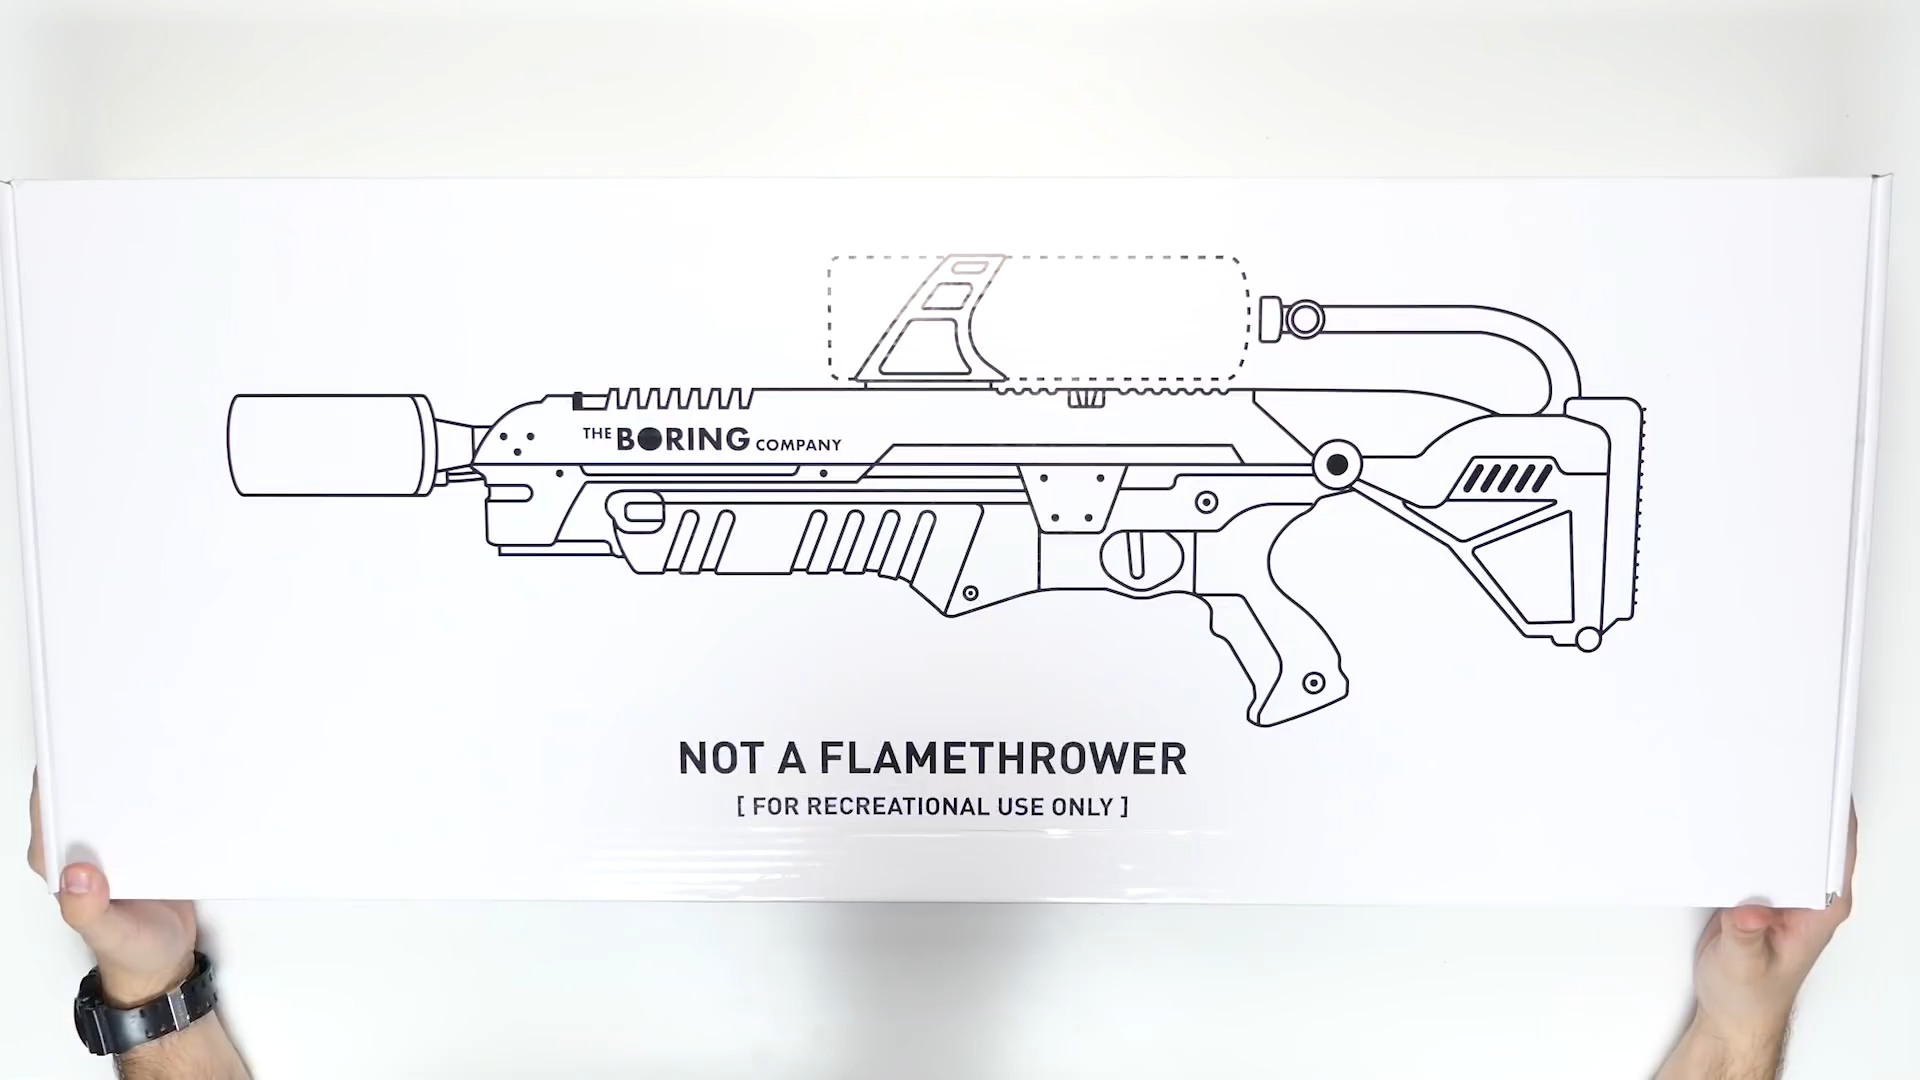 THE BORING COMPANY
NOT A FLAMETHROWER
[ FOR RECREATIONAL USE ONLY ]